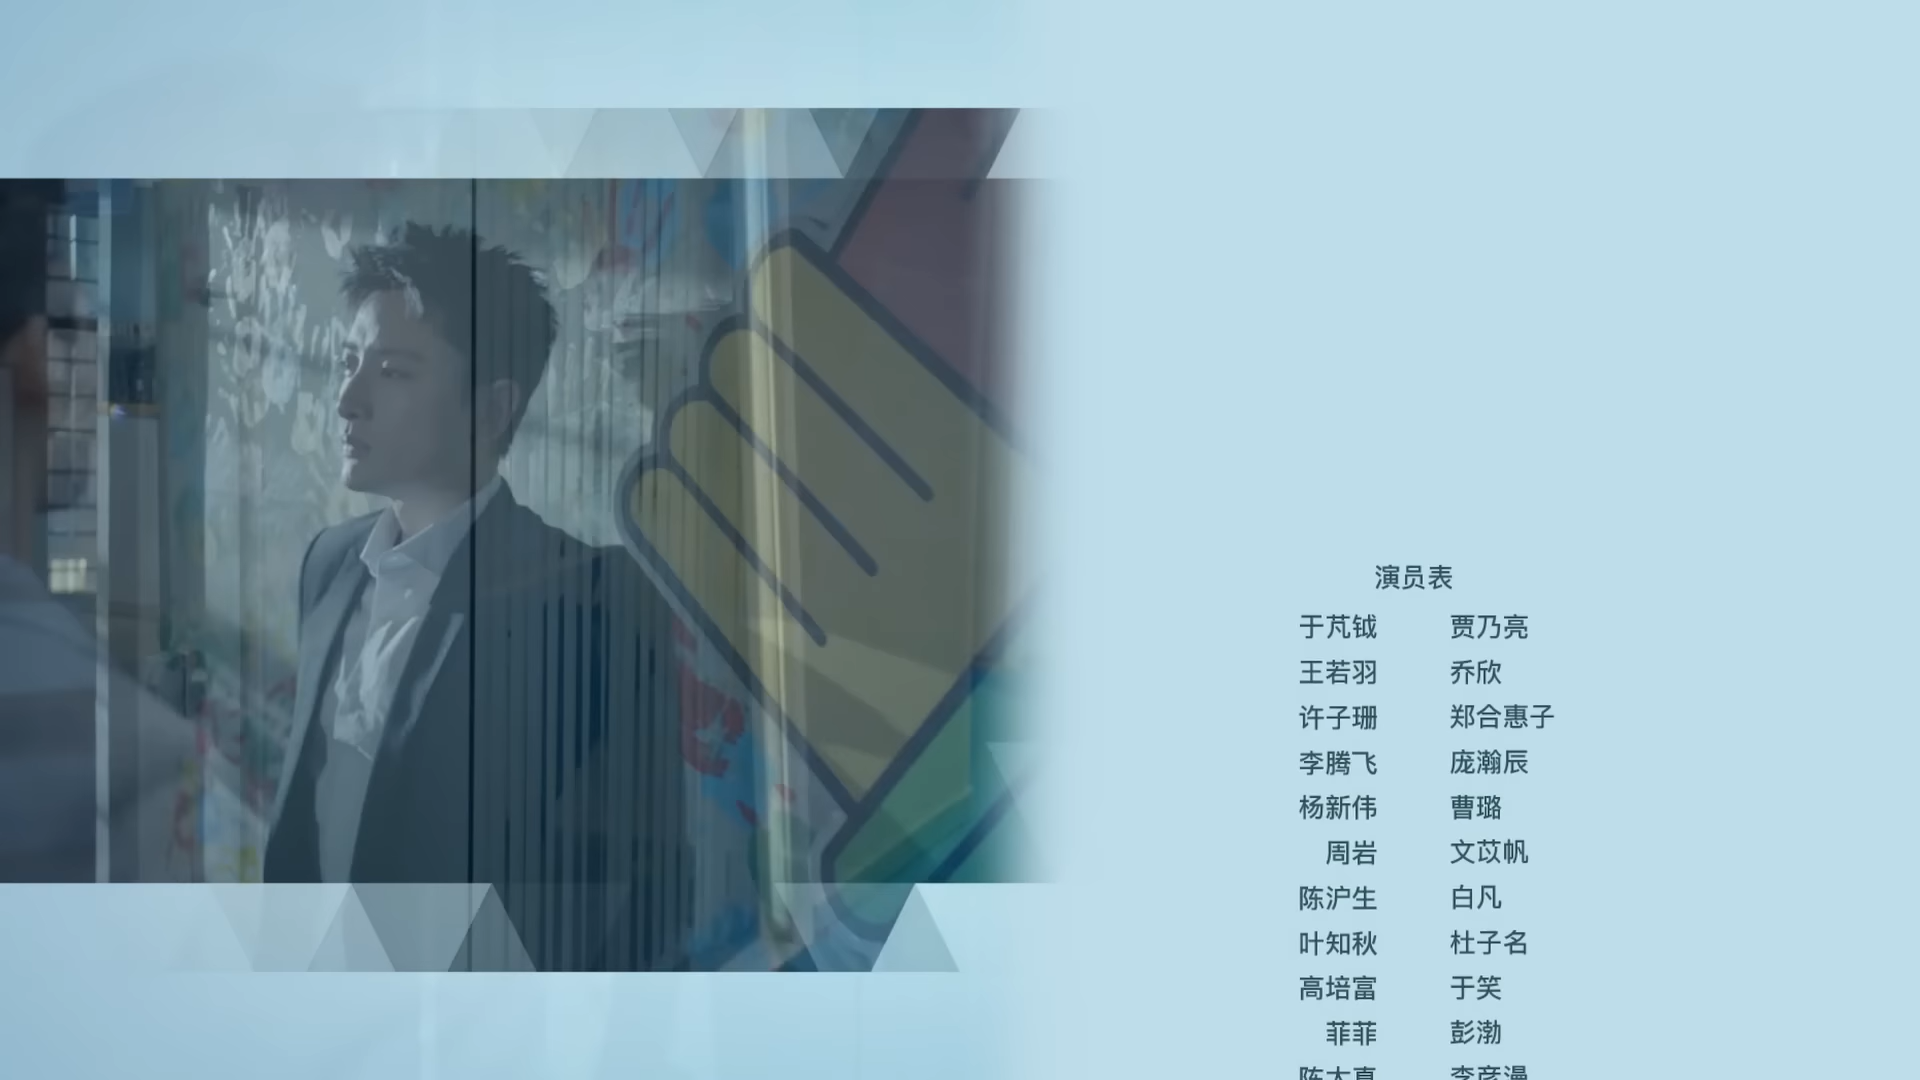 演员表
于芃钺 贾乃亮
王若羽 乔欣
许子珊 郑合惠子
李腾飞 庞瀚辰
杨新伟 曹璐
周岩 文苡帆
陈沪生 白凡
叶知秋 杜子名
高培富 于笑
菲菲 彭渤